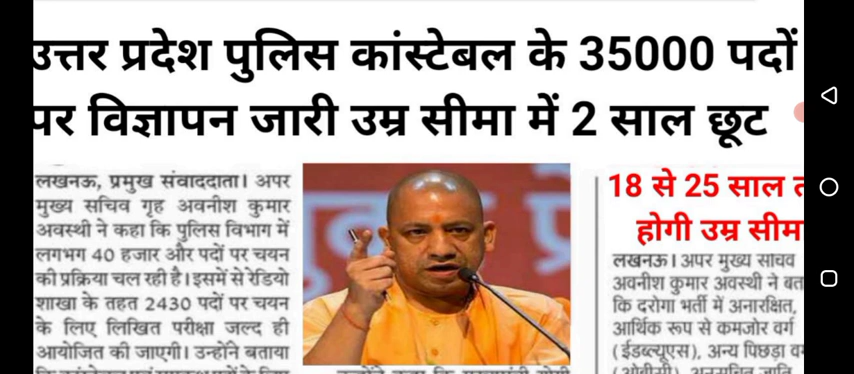 उत्तर प्रदेश पुलिस कांस्टेबल के 35000 पदों
पर विज्ञापन जारी उम्र सीमा में 2 साल छूट
लखनऊ, प्रमुख संवाददाता। अपर
मुख्य सचिव गृह अवनीश कुमार
अवस्थी ने कहा कि पुलिस विभाग में
लगभग 40 हजार और पदों पर चयन
की प्रक्रिया चल रही है। इसमें से रेडियो
शाखा के तहत 2430 पदों पर चयन
के लिए लिखित परीक्षा जल्द ही
आयोजित की जाएगी। उन्होंने बताया
18 से 25 साल
होगी उम्र सीम
लखनऊ। अपर मुख्य सचिव
अवनीश कुमार अवस्थी ने बत
कि दरोगा भर्ती में अनारक्षित,
आर्थिक रूप से कमजोर वर्ग
(ईडब्ल्यूएस), अन्य पिछड़ा